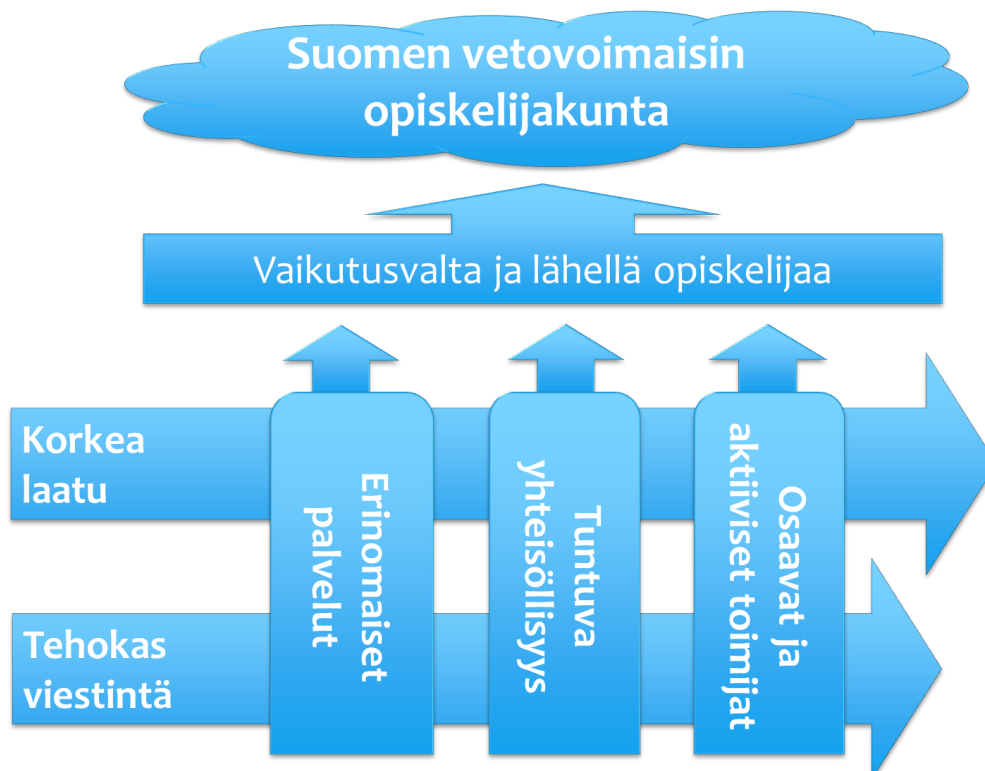 Suomen vetovoimaisin
opiskelijakunta
Vaikutusvalta ja lähellä opiskelijaa
Korkea
laatu
Tehokas
viestintä
Erinomaiset
palvelut
Tuntuva
yhteisöllisyys
Osaavat ja
aktiiviset toimijat